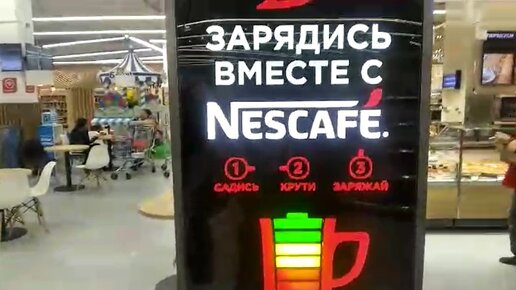 ЗАРЯДИСЬ
ВМЕСТЕ С
NESCAFÉ.
1 2 3
САДИСЬ КРУТИ ЗАРЯЖАЙ